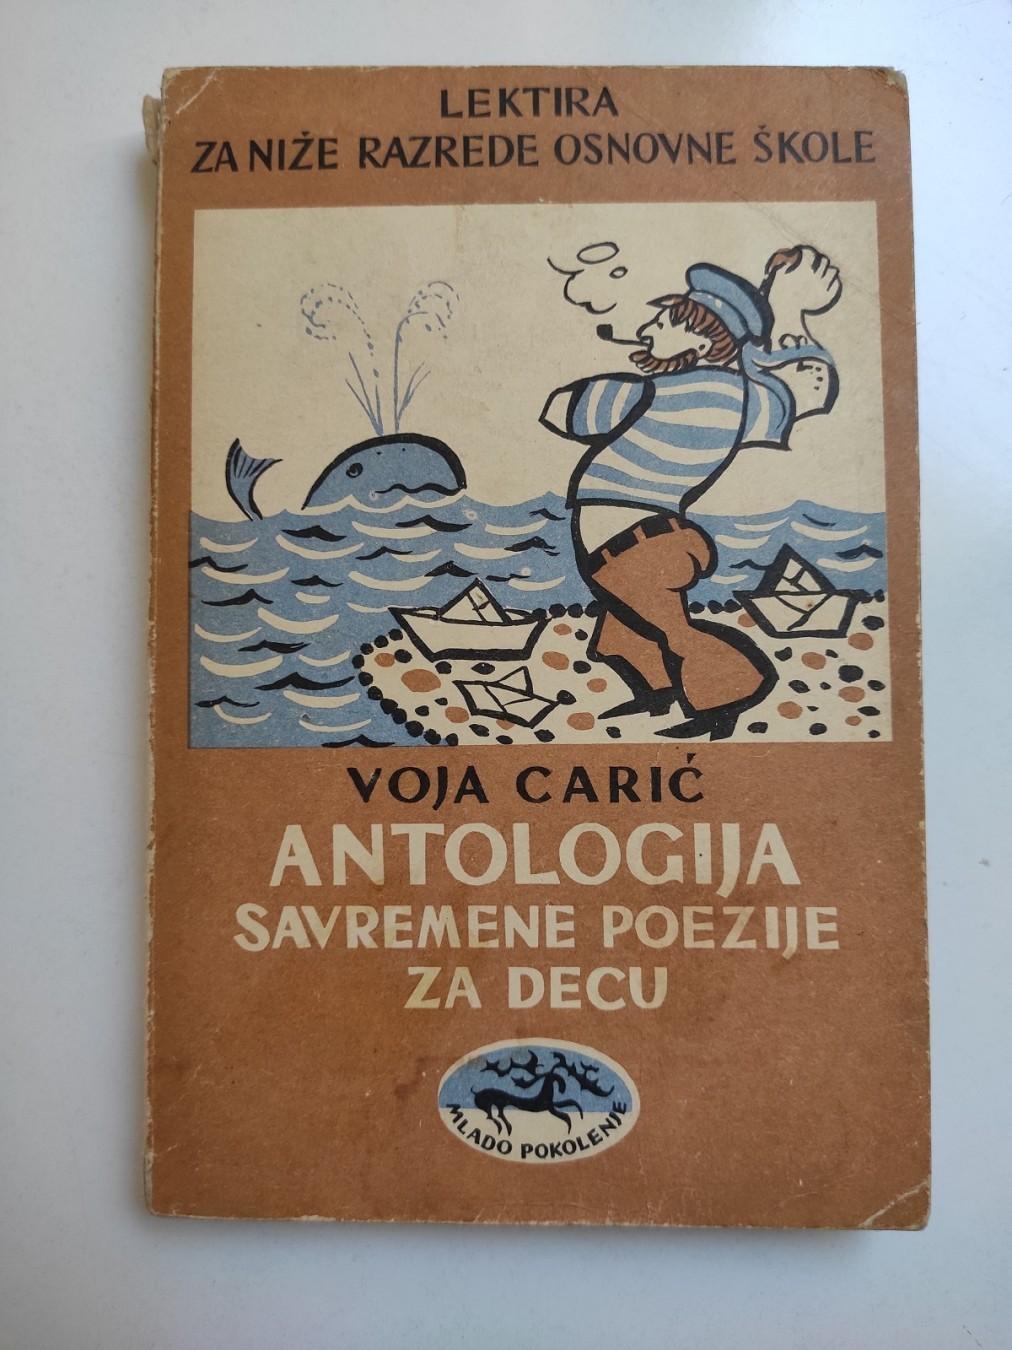 LEKTIRA
ZA NIŽE RAZREDE OSNOVNE ŠKOLE
VOJA CARIĆ
ANTOLOGIJA
SAVREMENE POEZIJE
ZA DECU
MLADO POKOLENJE